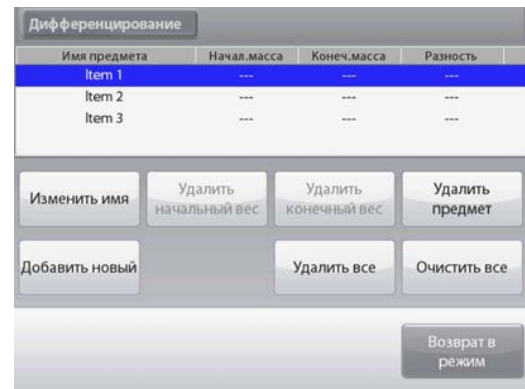 Дифференцирование
Имя предмета Начал.масса Конеч.масса Разность
Item 1 --- --- ---
Item 2 --- --- ---
Item 3 --- --- ---
Изменить имя Удалить начальный вес Удалить конечный вес Удалить предмет
Добавить новый Удалить все Очистить все
Возврат в
режим